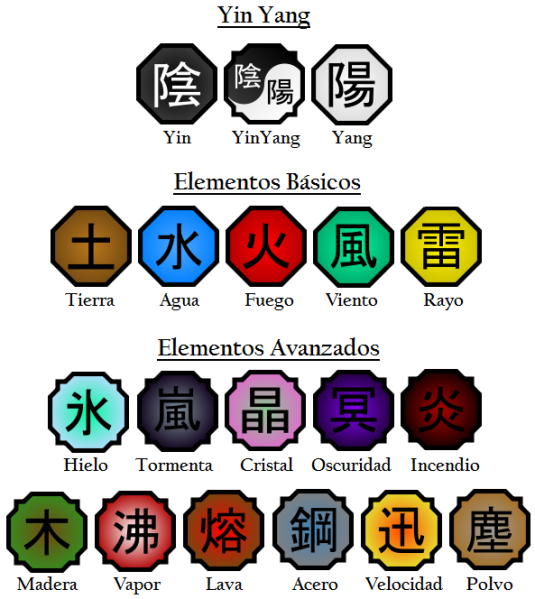 Yin Yang
陰 陰陽 陽
Yin YinYang Yang
Elementos Básicos
土 水 火 風 雷
Tierra Agua Fuego Viento Rayo
Elementos Avanzados
氷 嵐 晶 冥 炎
Hielo Tormenta Cristal Oscuridad Incendio
木 沸 熔 鋼 迅 塵
Madera Vapor Lava Acero Velocidad Polvo